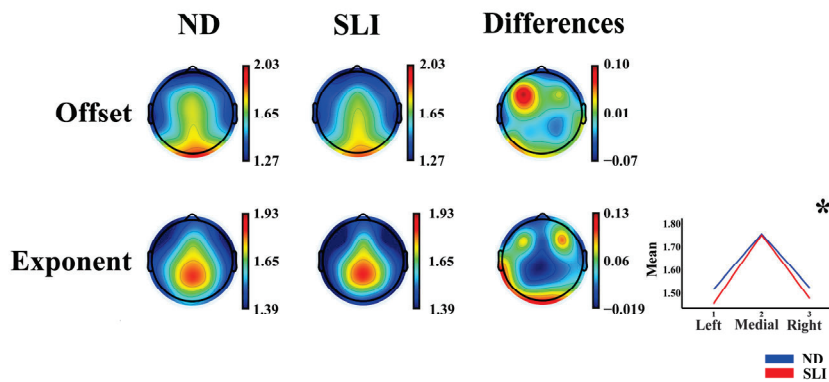 ND SLI Differences
Offset
2.03 2.03 0.10
1.65 1.65 0.01
1.27 1.27 −0.07
Exponent
1.93 1.93 0.13
1.65 1.65 0.06
1.39 1.39 −0.019
*
Mean
1.80
1.70
1.60
1.50
1 2 3
Left Medial Right
ND
SLI